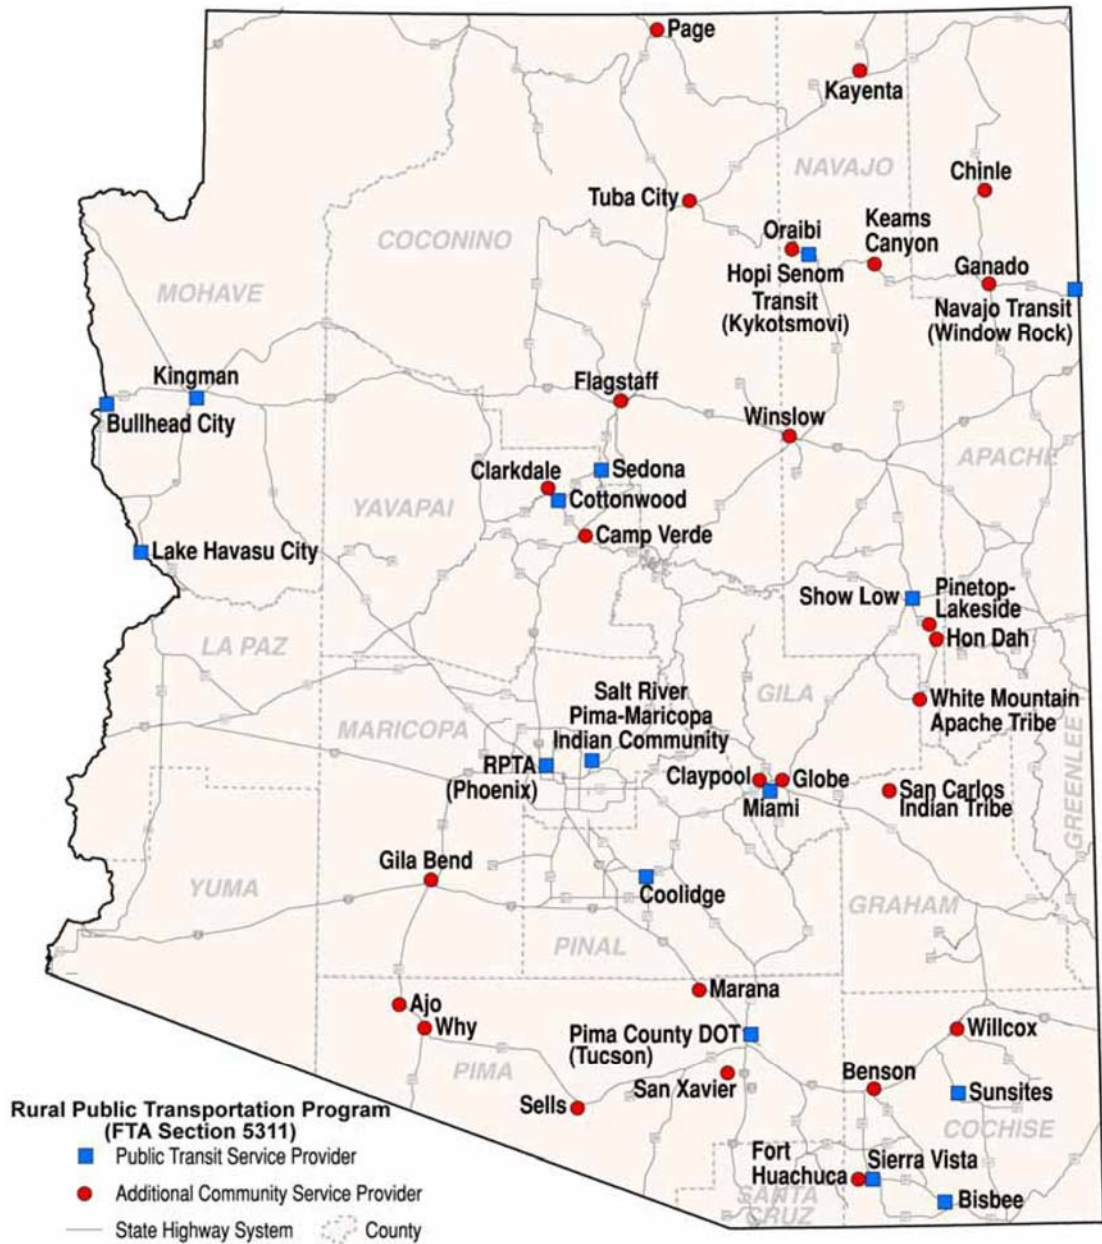 Page
Kayenta
NAVAJO
Chinle
Tuba City
Keams
Canyon
Oraibi
COCONINO
Hopi Senom
Transit
(Kykotsmovi)
Ganado
Navajo Transit
(Window Rock)
MOHAVE
Kingman
Bullhead City
Flagstaff
Winslow
APACHE
Clarkdale
Sedona
Cottonwood
YAVAPAI
Camp Verde
Lake Havasu City
Show Low
Pinetop-
Lakeside
Hon Dah
LA PAZ
White Mountain
Apache Tribe
GILA
Salt River
Pima-Maricopa
Indian Community
MARICOPA
RPTA
(Phoenix)
Claypool
Globe
Miami
San Carlos
Indian Tribe
GREENLEE
Gila Bend
Coolidge
YUMA
GRAHAM
PINAL
Marana
Ajo
Why
Pima County DOT
(Tucson)
Willcox
PIMA
San Xavier
Benson
Sunsites
Sells
COCHISE
Fort
Huachuca
Sierra Vista
Bisbee
SANTA
CRUZ
Rural Public Transportation Program
(FTA Section 5311)
Public Transit Service Provider
Additional Community Service Provider
State Highway System
County